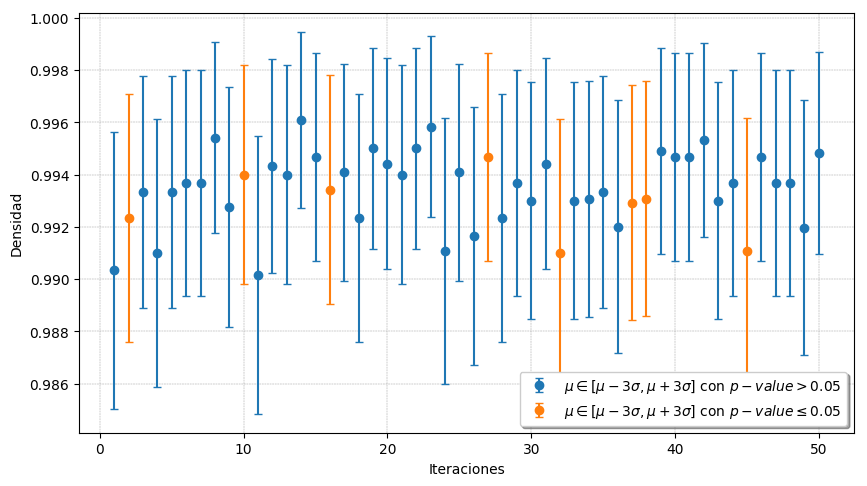 1.000
0.998
0.996
0.994
0.992
0.990
0.988
0.986
Densidad
μ ∈ [μ − 3σ, μ + 3σ] con p − value > 0.05
μ ∈ [μ − 3σ, μ + 3σ] con p − value ≤ 0.05
0 10 20 30 40 50
Iteraciones